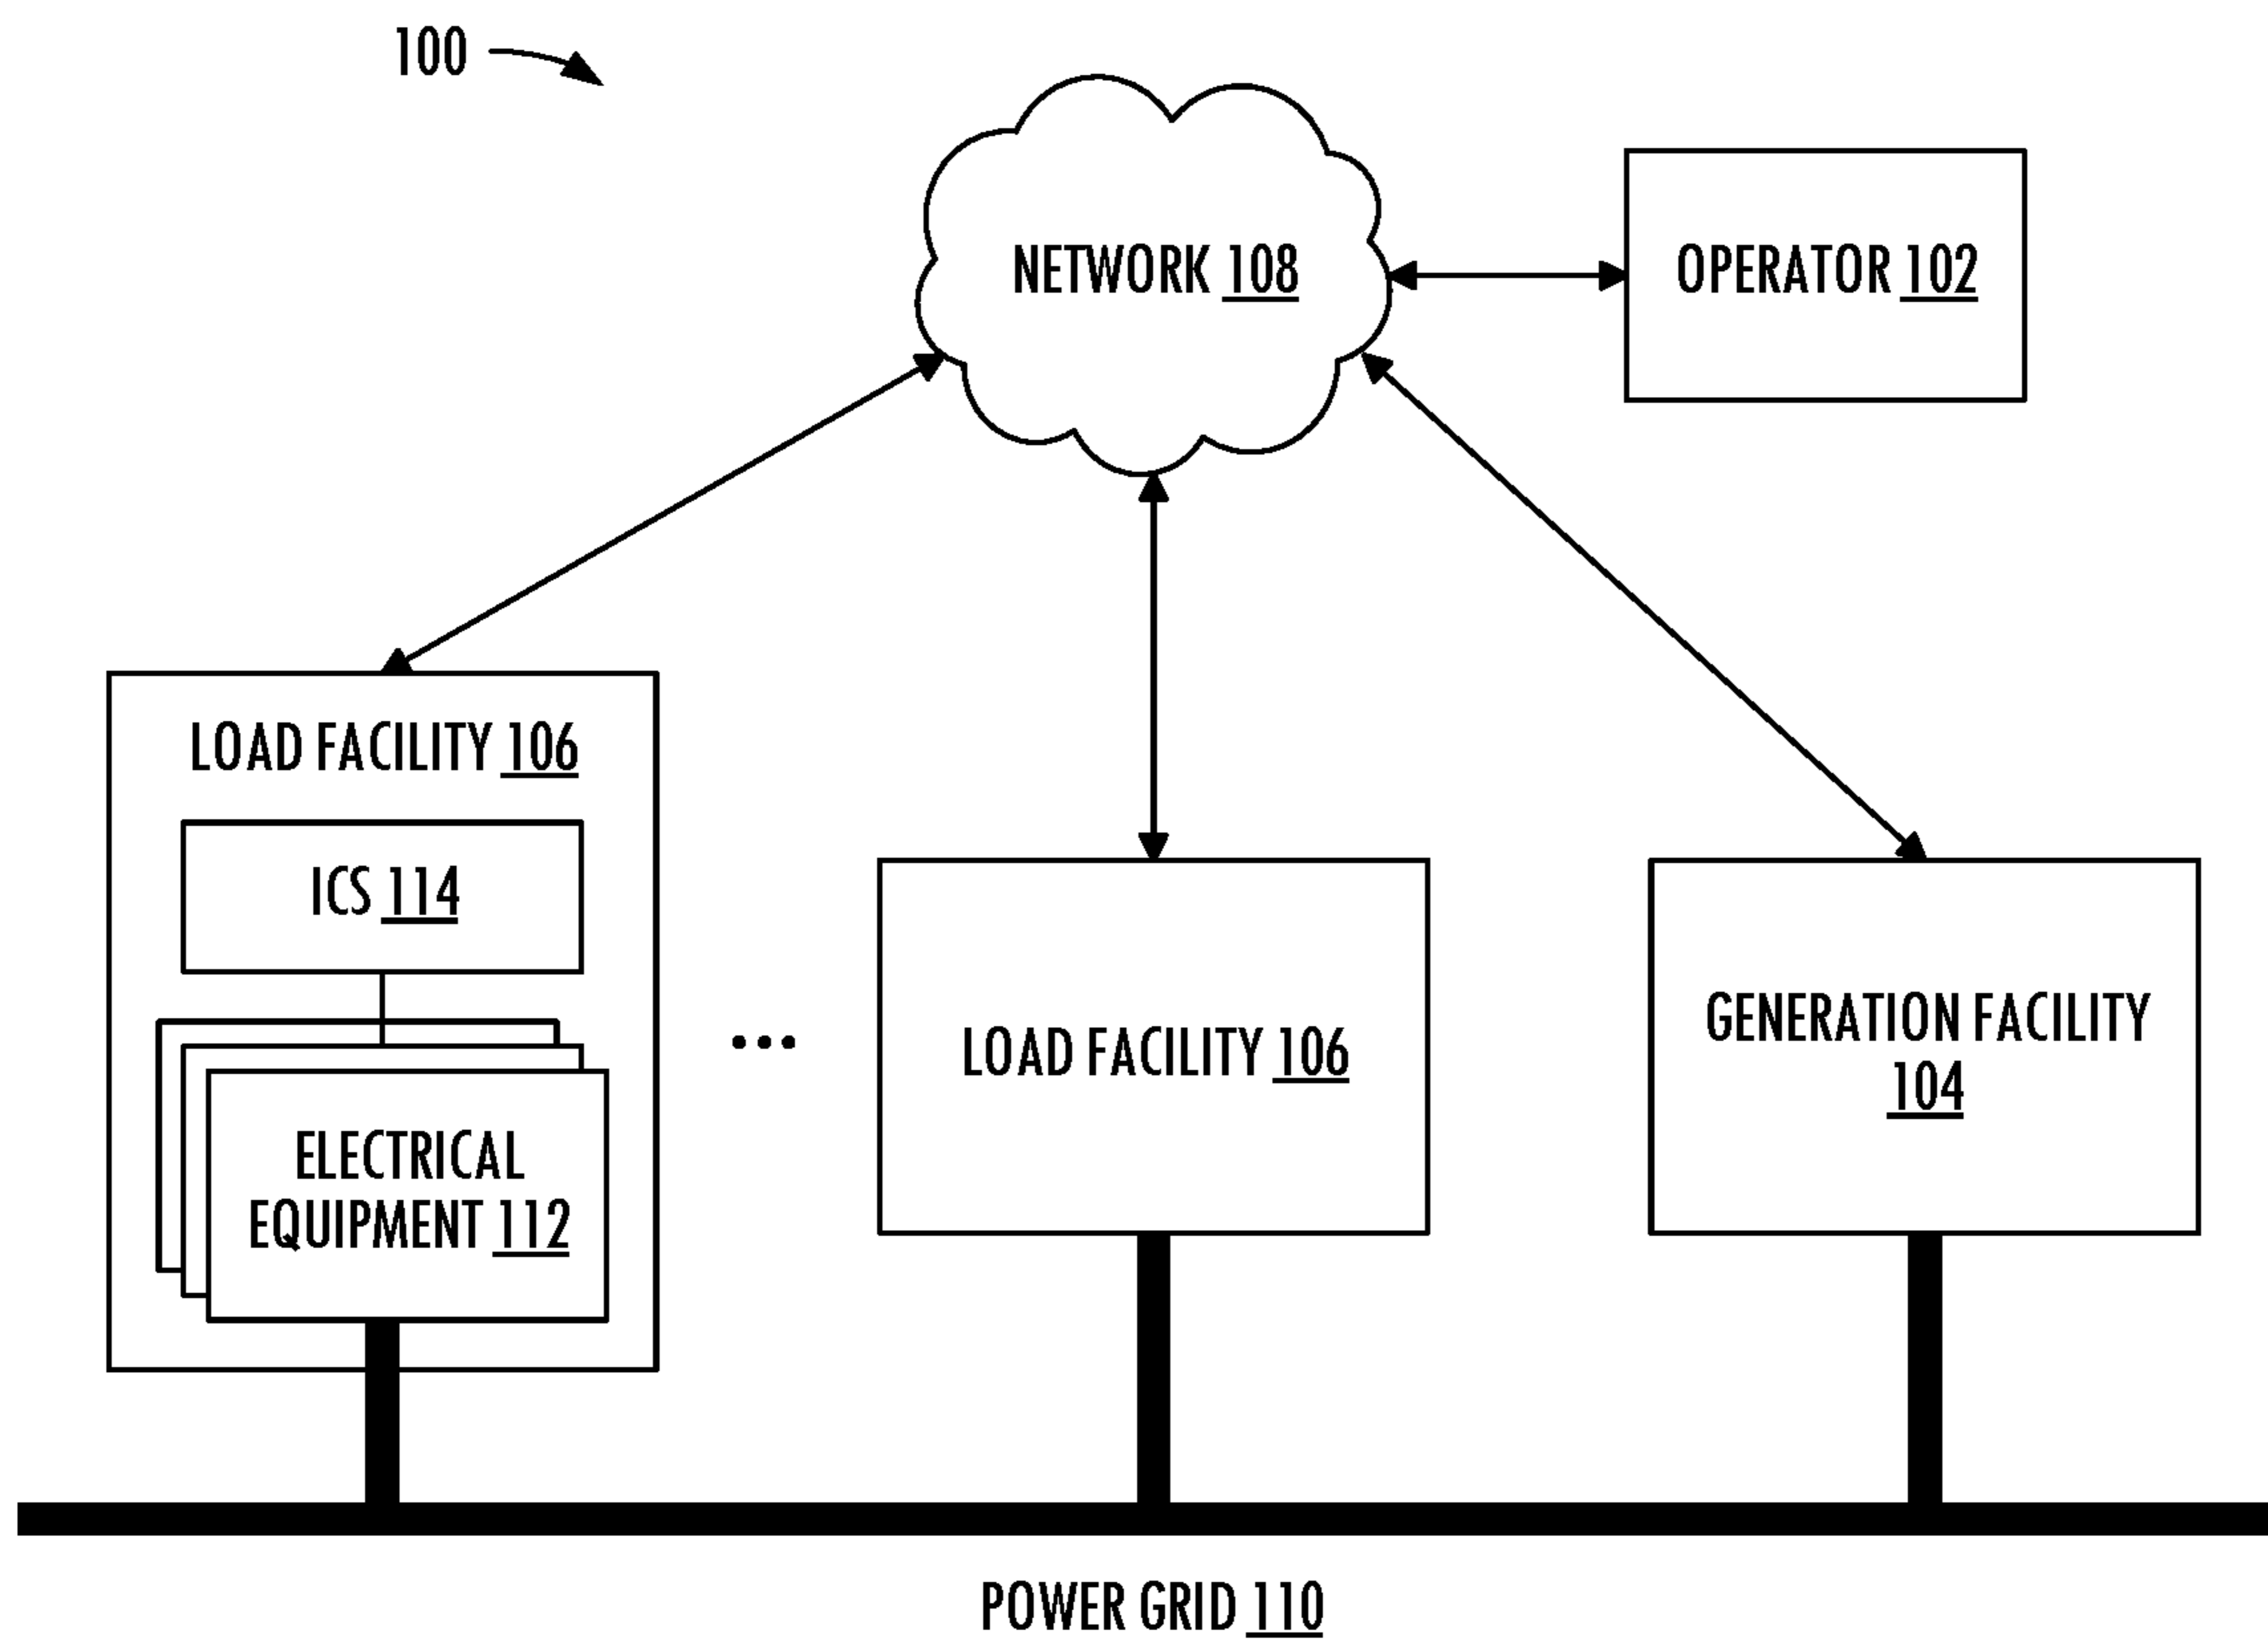 100
NETWORK 108
OPERATOR 102
LOAD FACILITY 106
ICS 114
ELECTRICAL
EQUIPMENT 112
...
LOAD FACILITY 106
GENERATION FACILITY
104
POWER GRID 110